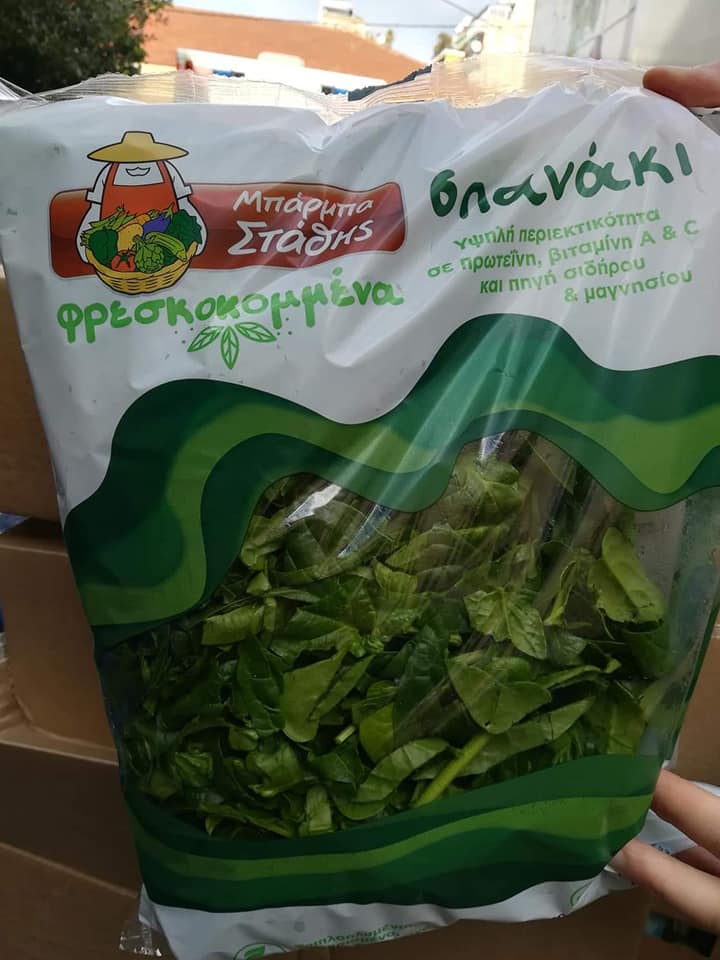 Μπάρμπα
Στάθης
φρεσκοκομμένα
σπανάκι
Υψηλή περιεκτικότητα
σε πρωτεΐνη, βιταμίνη A & C
και πηγή σιδήρου
& μαγνησίου